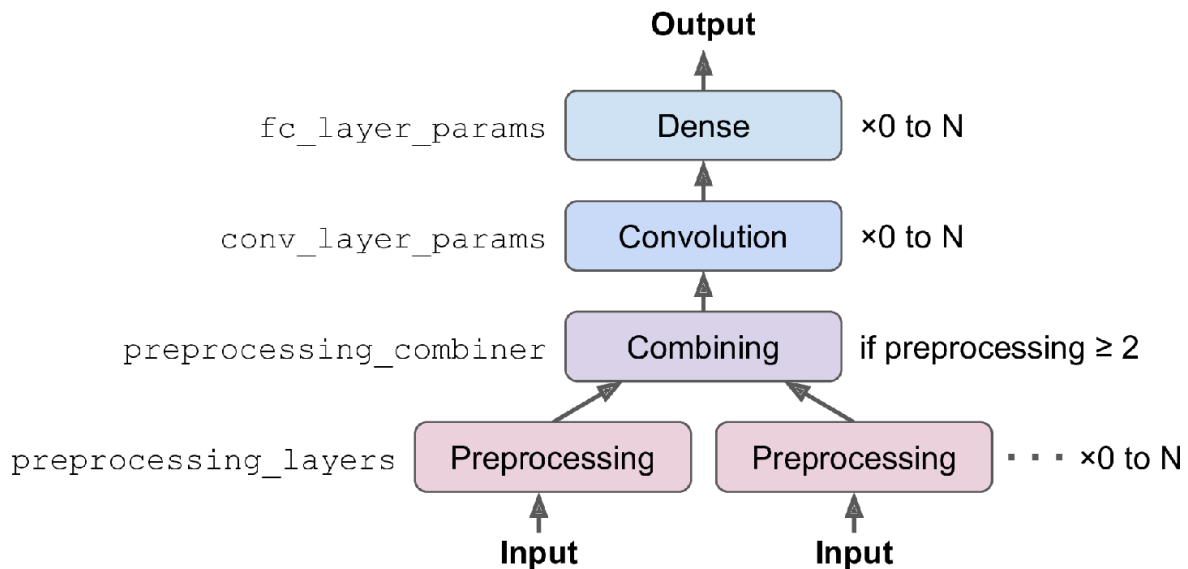 Output
fc_layer_params Dense ×0 to N
conv_layer_params Convolution ×0 to N
preprocessing_combiner Combining if preprocessing ≥ 2
preprocessing_layers Preprocessing Preprocessing ···· ×0 to N
Input Input